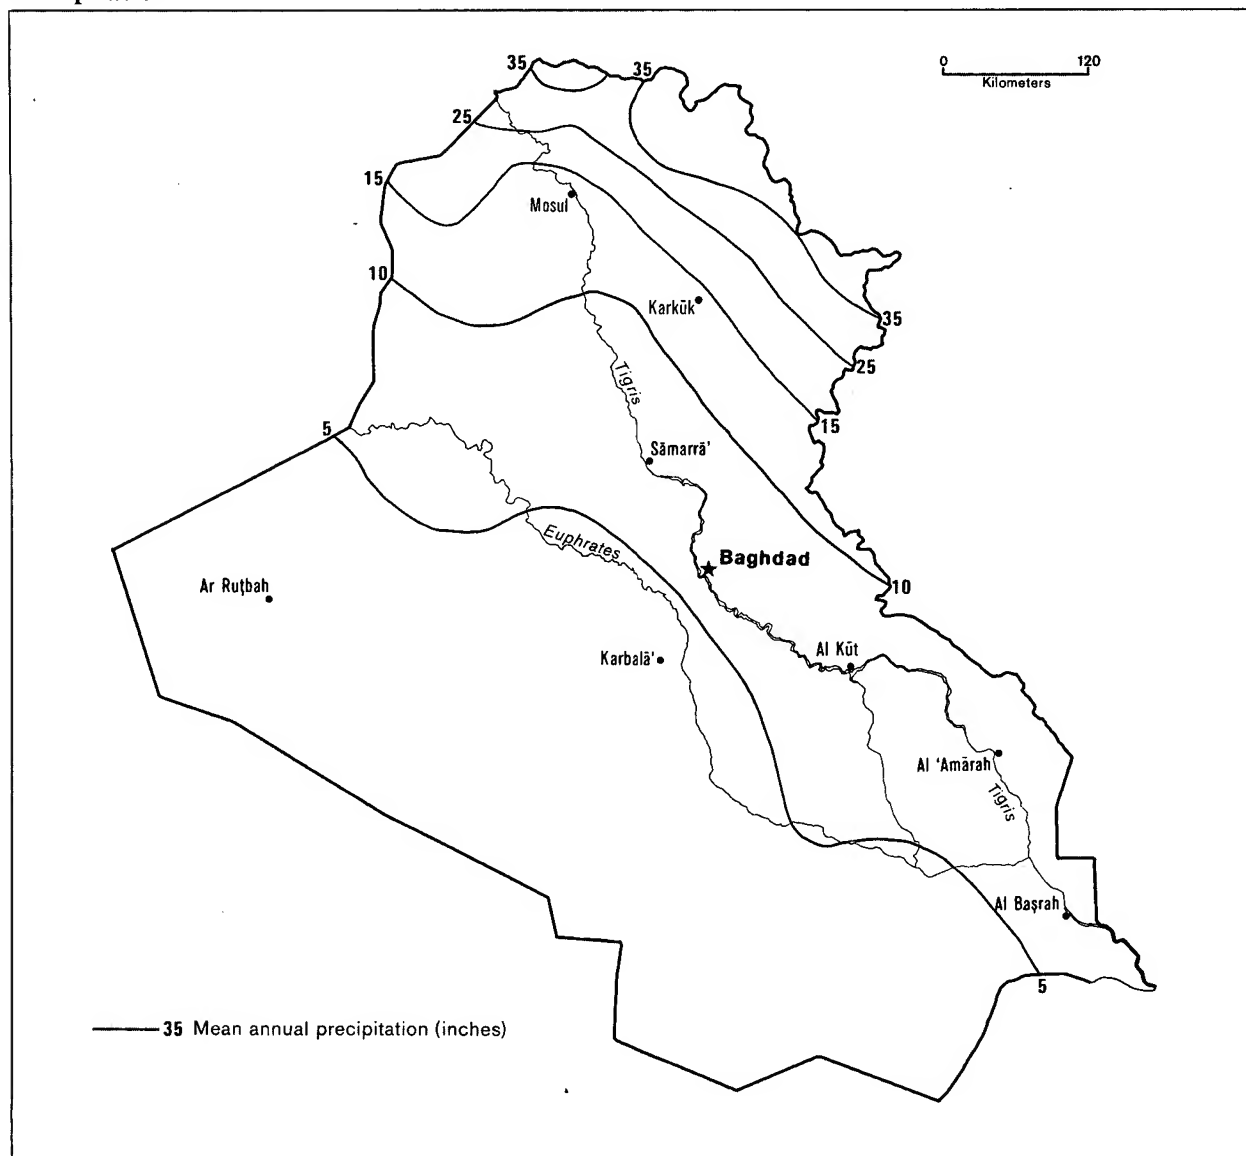 0 120
Kilometers
35
35
25
15
Mosul
10
Karkūk
35
Tigris
25
15
5
Sāmarrā'
Euphrates
Baghdad
10
Ar Ruţbah
Karbalā'
Al Kūt
Al 'Amārah
Tigris
Al Başrah
5
35 Mean annual precipitation (inches)